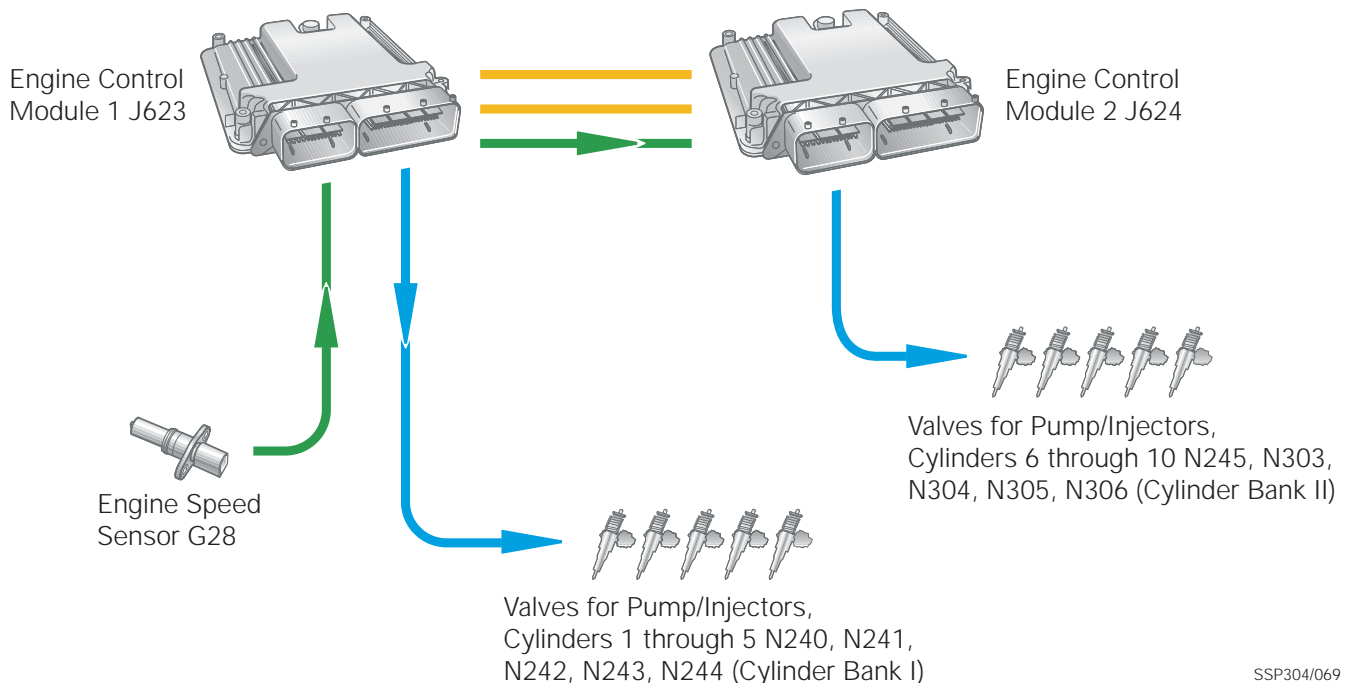 Engine Control
Module 1 J623
Engine Control
Module 2 J624
Engine Speed
Sensor G28
Valves for Pump/Injectors,
Cylinders 6 through 10 N245, N303,
N304, N305, N306 (Cylinder Bank II)
Valves for Pump/Injectors,
Cylinders 1 through 5 N240, N241,
N242, N243, N244 (Cylinder Bank I)
SSP304/069